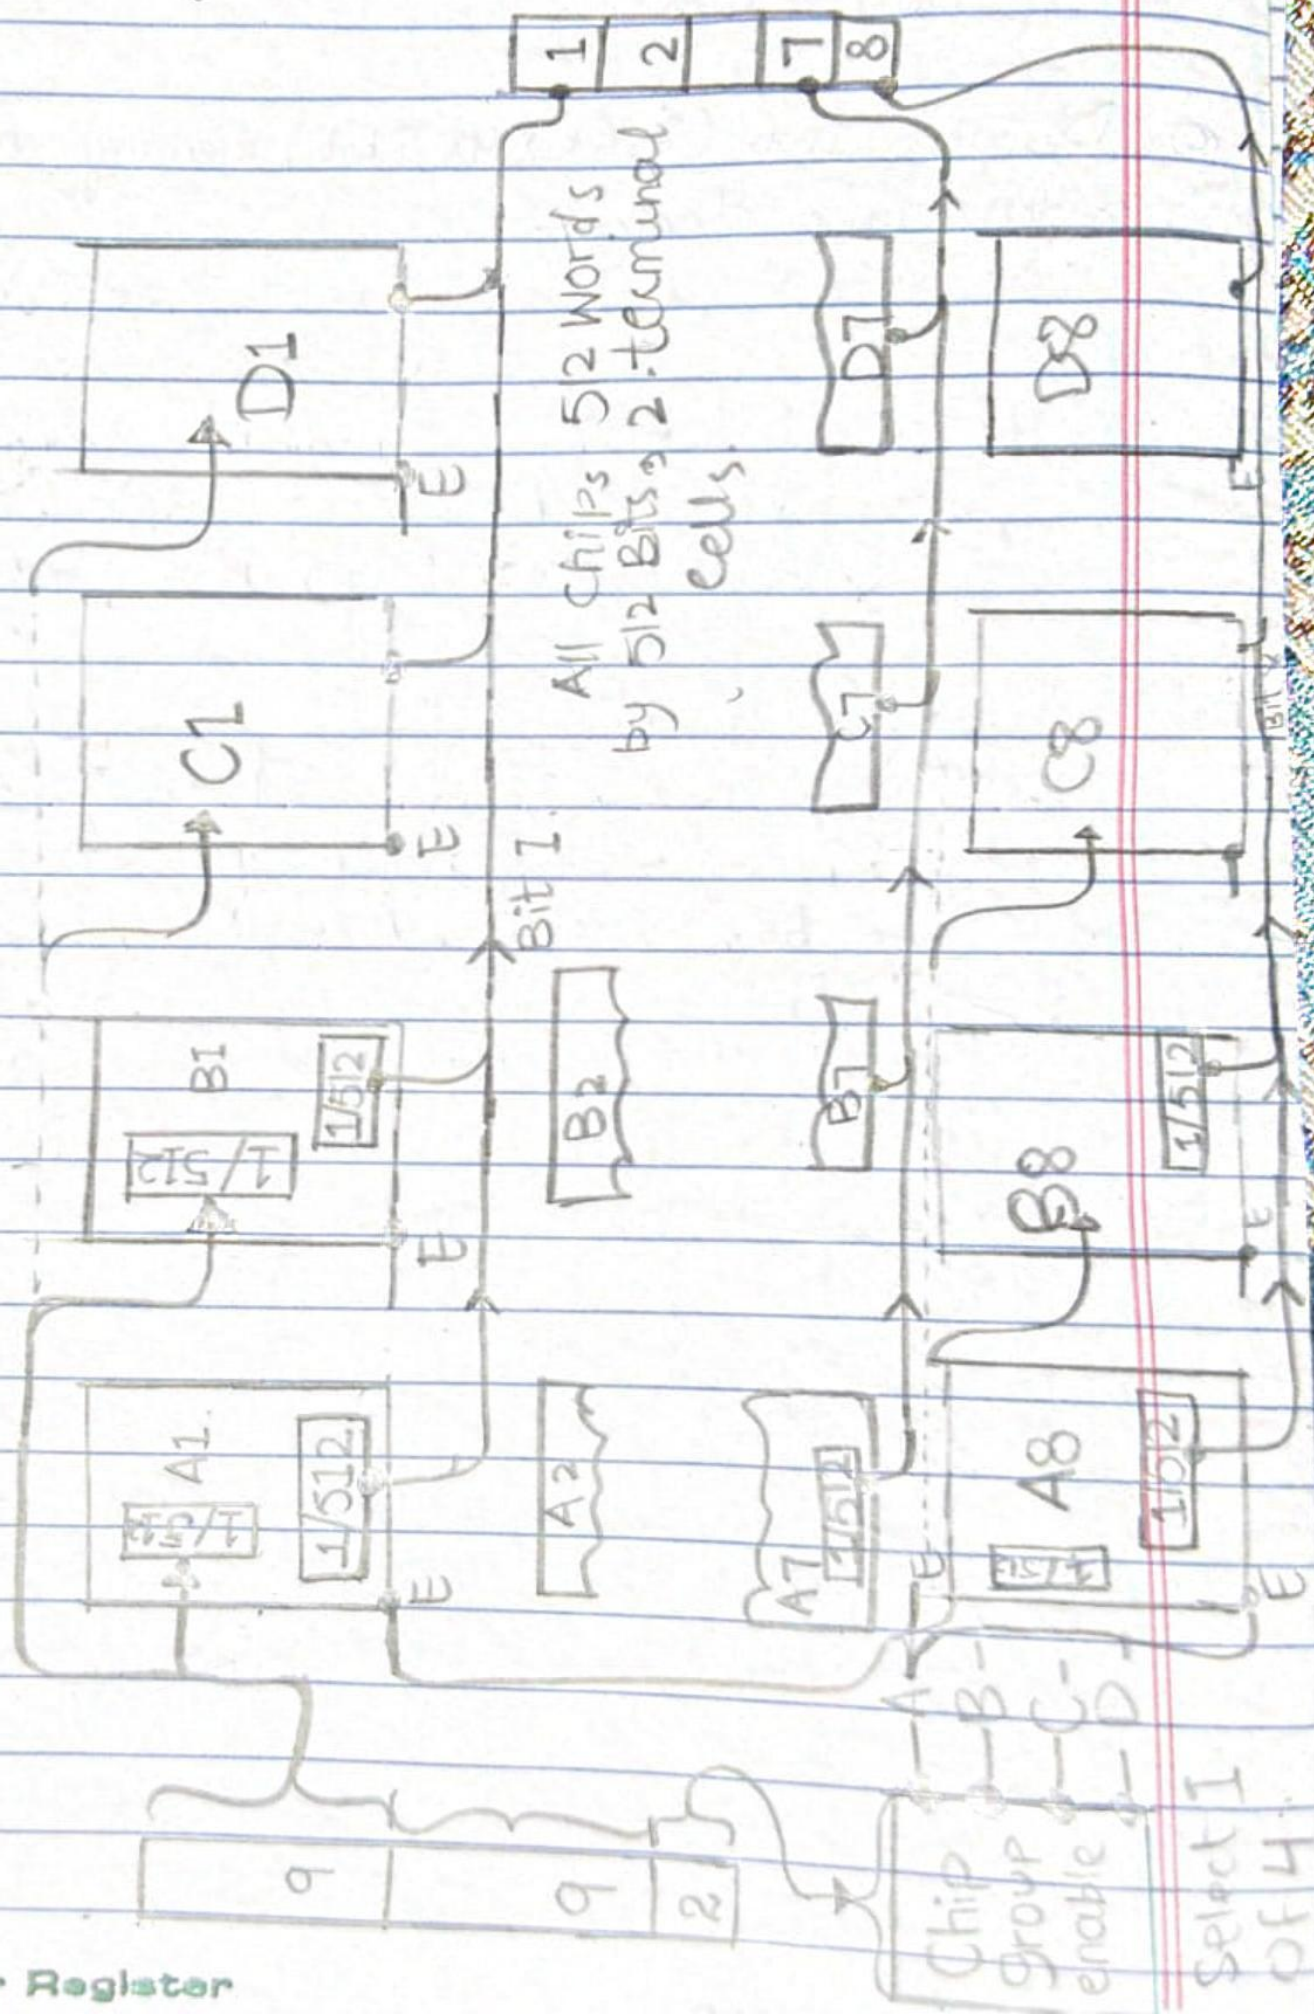 Register
9
9
2
A1
1/512
1/512
E
B1
1/512
1/512
E
C1
E
D1
E
Bit 1
1
2
7
8
All Chips 512 Words
by 512 Bits, 2 terminal
cells.
A2
B2
A7
1/512
B7
C7
D7
Chip
group
enable
A
B
C
D
Select 1
of 4.
E
A8
1/512
1/512
E
B8
1/512
E
C8
D8
E